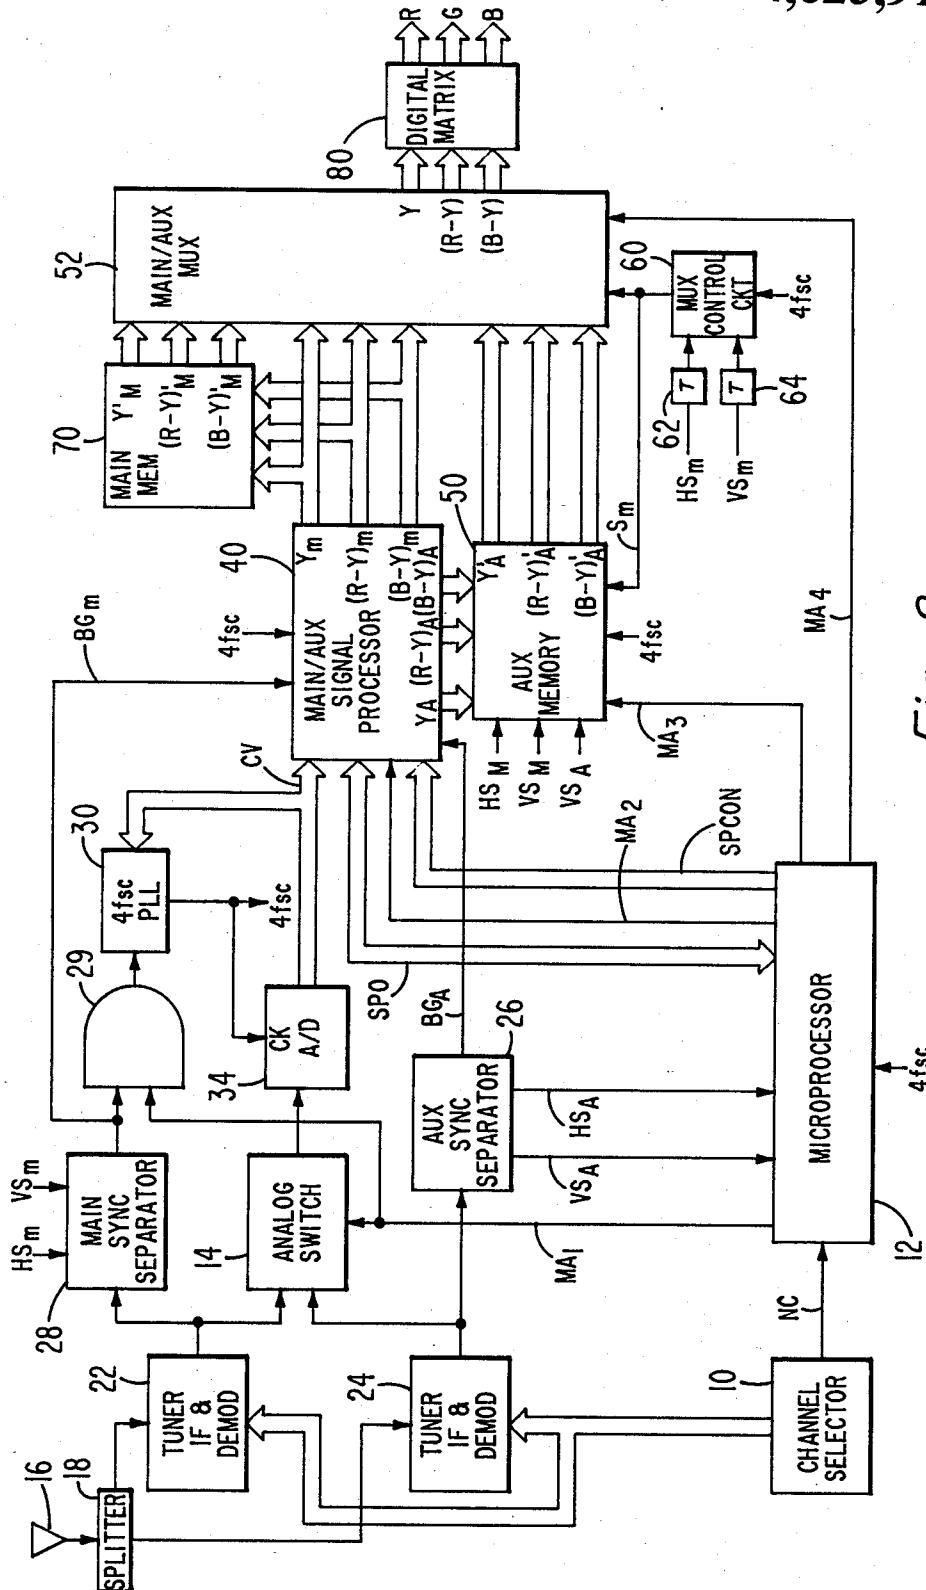 16
SPLITTER
18
22
TUNER
IF &
DEMOD
24
TUNER
IF &
DEMOD
10
CHANNEL
SELECTOR
NC
HSm
VSm
28
MAIN
SYNC
SEPARATOR
14
ANALOG
SWITCH
MA1
12
MICROPROCESSOR
4fsc
29
30
4fsc
PLL
34
CK
A/D
4fsc
AUX
SYNC
SEPARATOR
26
VSA
HSA
BGA
SPO
CV
BGm
MA2
SPCON
MA3
MA4
40
4fsc
MAIN/AUX
SIGNAL
PROCESSOR
Ym
(R-Y)m
(B-Y)m
YA (R-Y)A (B-Y)A
50
AUX
MEMORY
Y'A
(R-Y)'A
(B-Y)'A
HSM
VSM
VSA
4fsc
Sm
70
MAIN
MEM
Y'M
(R-Y)'M
(B-Y)'M
52
MAIN/AUX
MUX
Y
(R-Y)
(B-Y)
60
MUX
CONTROL
CKT
4fsc
62
T
HSm
64
T
VSm
80
DIGITAL
MATRIX
R
G
B